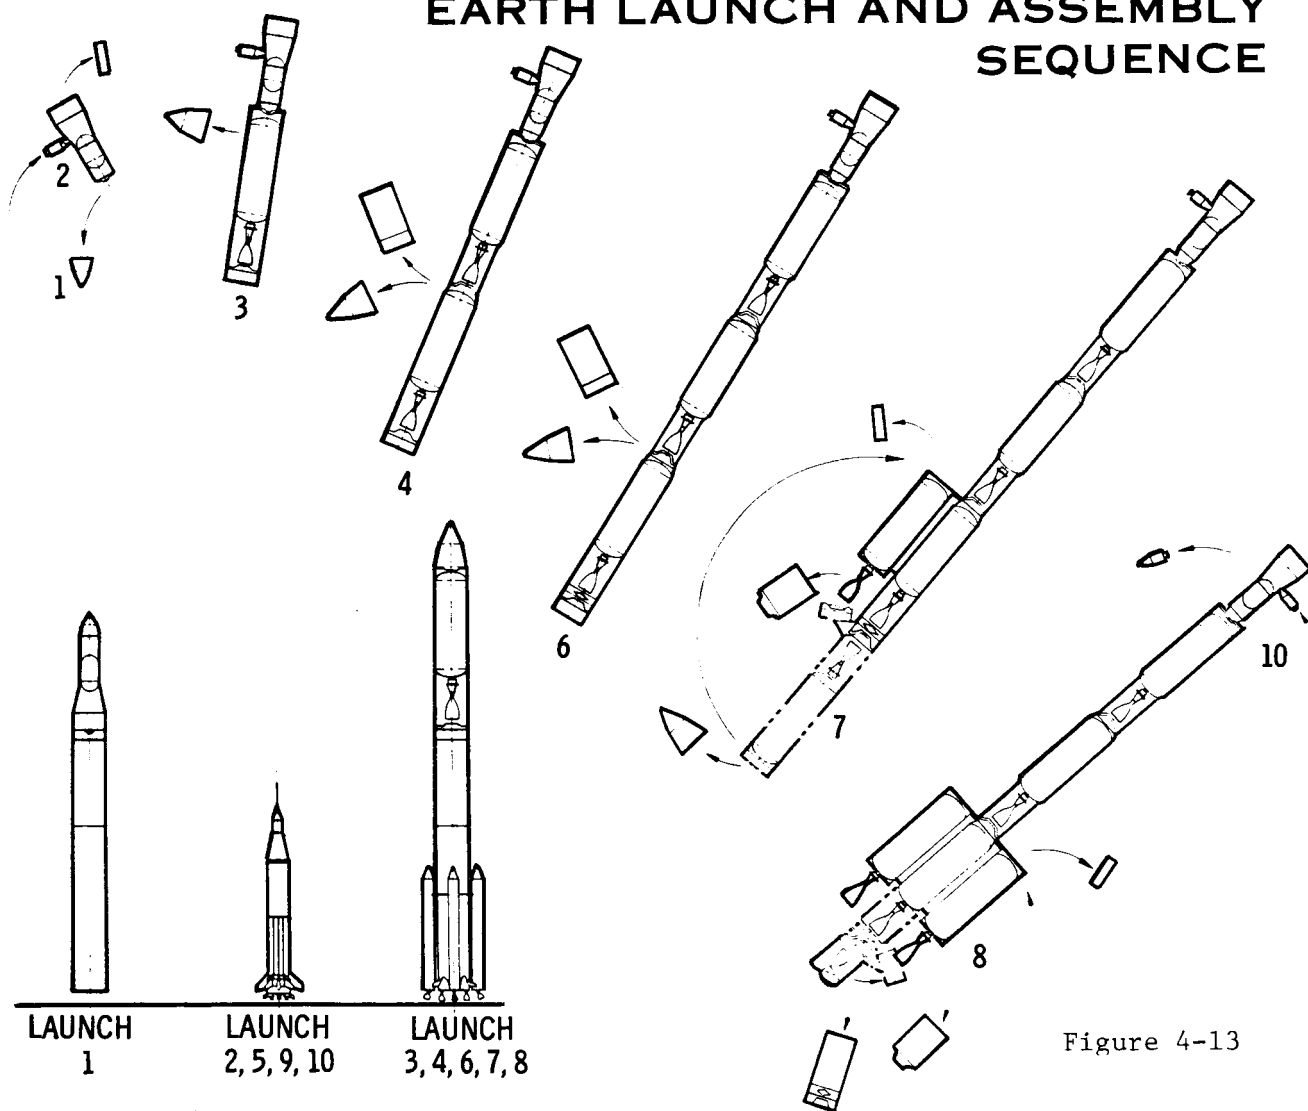 EARTH LAUNCH AND ASSEMBLY
SEQUENCE
2
1
3
4
6
7
10
8
LAUNCH
1
LAUNCH
2, 5, 9, 10
LAUNCH
3, 4, 6, 7, 8
Figure 4-13